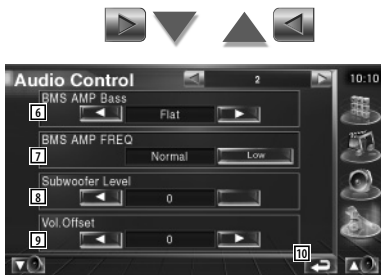 Audio Control 2 10:10
BMS AMP Bass
6 Flat
BMS AMP FREQ
7 Normal Low
Subwoofer Level
8 0
Vol.Offset
9 0
10